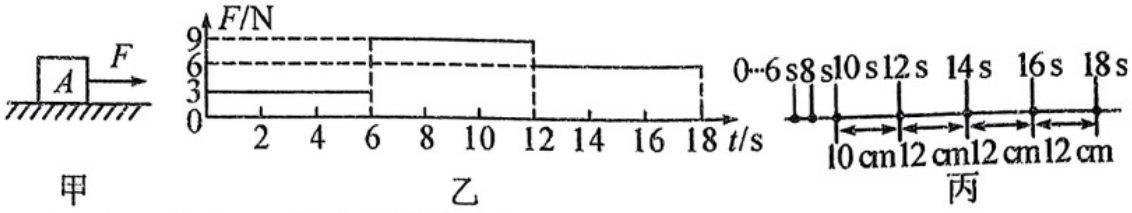 A F
甲
F/N
9
6
3
0
2 4 6 8 10 12 14 16 18 t/s
乙
0…6 s 8 s 10 s 12 s 14 s 16 s 18 s
10 cm 12 cm 12 cm 12 cm
丙